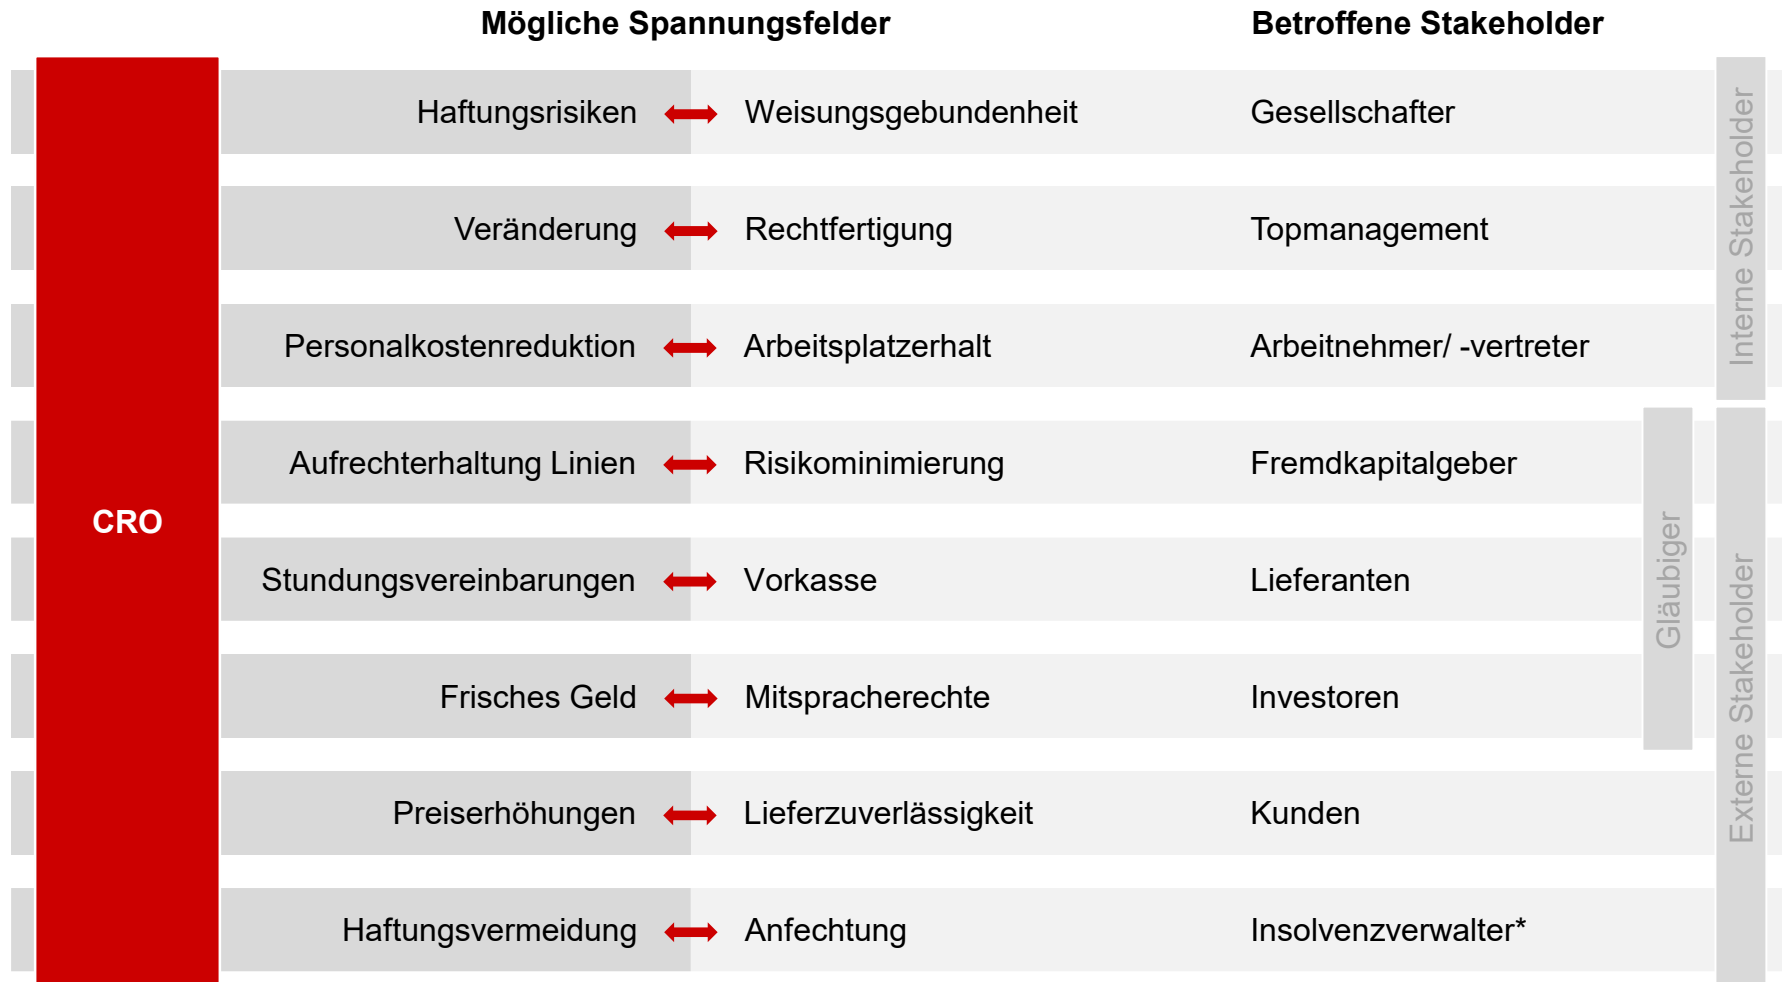 Mögliche Spannungsfelder Betroffene Stakeholder
CRO
Haftungsrisiken Weisungsgebundenheit Gesellschafter
Veränderung Rechtfertigung Topmanagement
Personalkostenreduktion Arbeitsplatzerhalt Arbeitnehmer/ -vertreter
Aufrechterhaltung Linien Risikominimierung Fremdkapitalgeber
Stundungsvereinbarungen Vorkasse Lieferanten
Frisches Geld Mitspracherechte Investoren
Preiserhöhungen Lieferzuverlässigkeit Kunden
Haftungsvermeidung Anfechtung Insolvenzverwalter*
Gläubiger
Interne Stakeholder
Externe Stakeholder